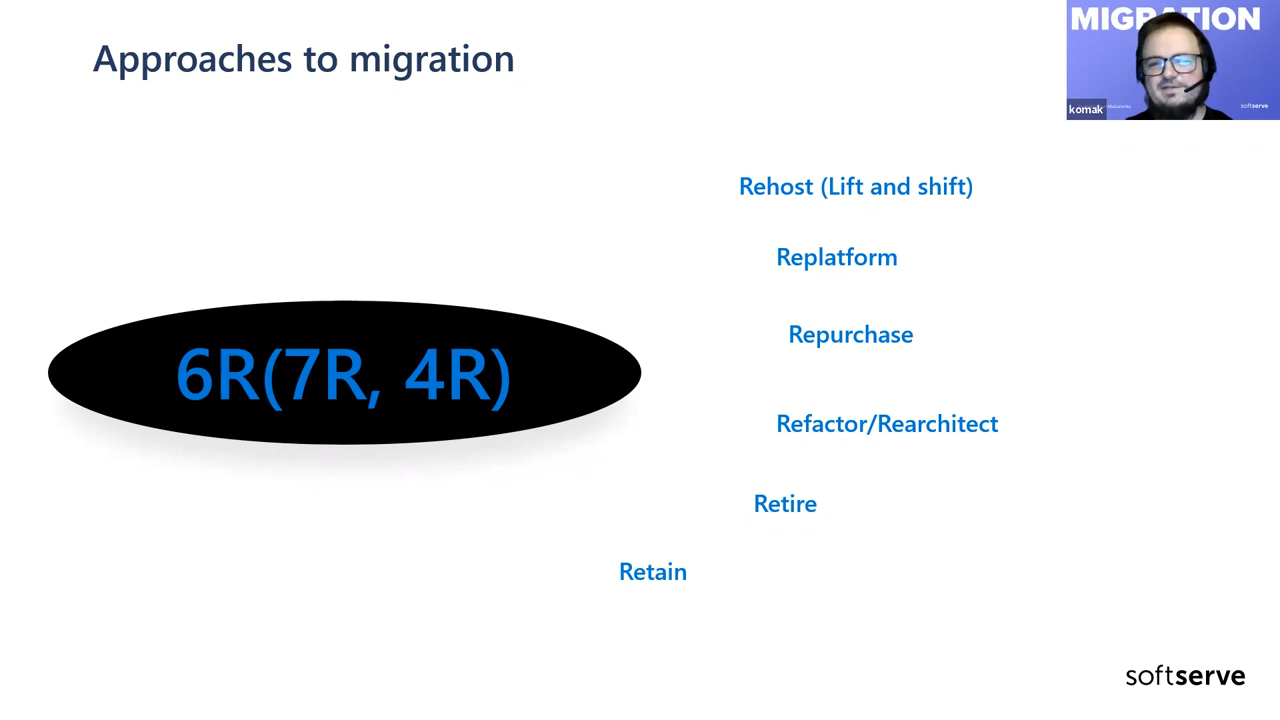 Approaches to migration
MIGRATION
komak
softserve
Rehost (Lift and shift)
Replatform
Repurchase
6R(7R, 4R)
Refactor/Rearchitect
Retire
Retain
softserve